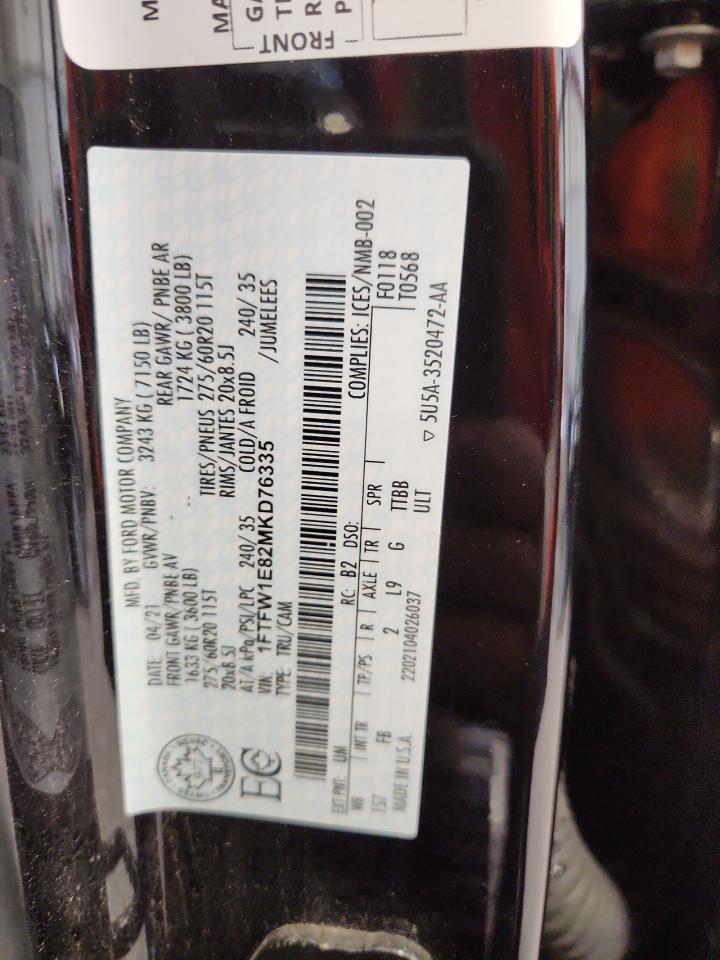 MFD. BY FORD MOTOR COMPANY
DATE: 04/21 GVWR/PNBV: 3243 KG ( 7150 LB)
FRONT GAWR/PNBE AV REAR GAWR/ PNBE AR
1633 KG ( 3600 LB) 1724 KG ( 3800 LB)
275/60R20 115T TIRES/PNEUS 275/60R20 115T
20x8.5J RIMS/JANTES 20x8.5J
AT/A kPa/PS/LPC 240/ 35 COLD/A FROID 240/ 35
VIN: 1FTFW1E82MKD76335 /JUMELEES
TYPE: TRU/CAM
EC
EXT PNT: UM RC: B2 DSO: COMPLIES: ICES/NMB-002
WB INT TR TP/PS R AXLE TR SPR F0118
157 FB 2 L9 G TTBB T0568
MADE IN U.S.A. 2202104026037 ULT
▽ 5U5A-3520472-AA
FRONT